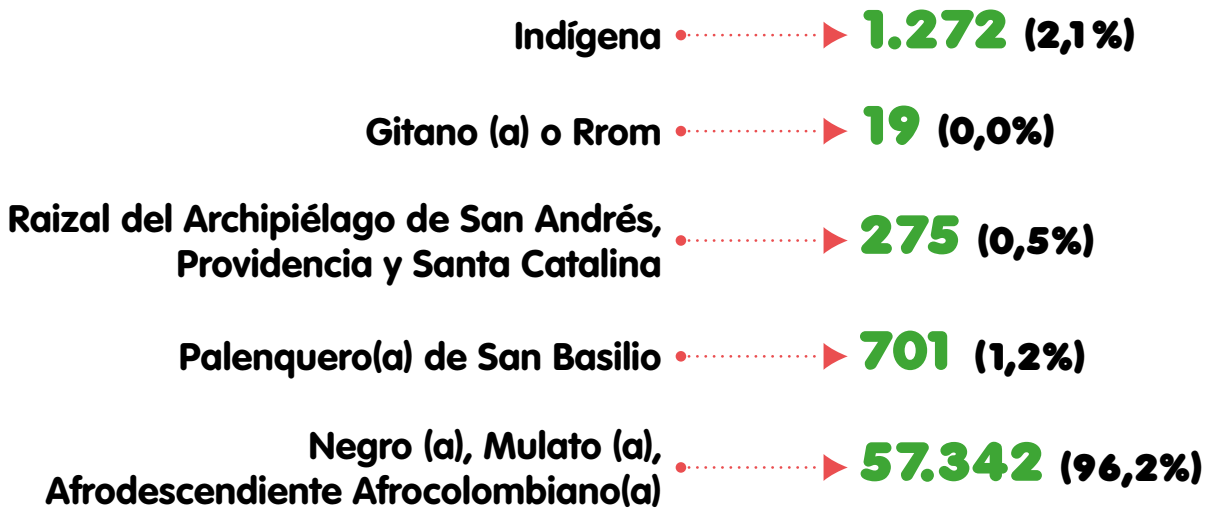 Indígena 1.272 (2,1%)
Gitano (a) o Rrom 19 (0,0%)
Raizal del Archipiélago de San Andrés,
Providencia y Santa Catalina 275 (0,5%)
Palenquero(a) de San Basilio 701 (1,2%)
Negro (a), Mulato (a),
Afrodescendiente Afrocolombiano(a) 57.342 (96,2%)